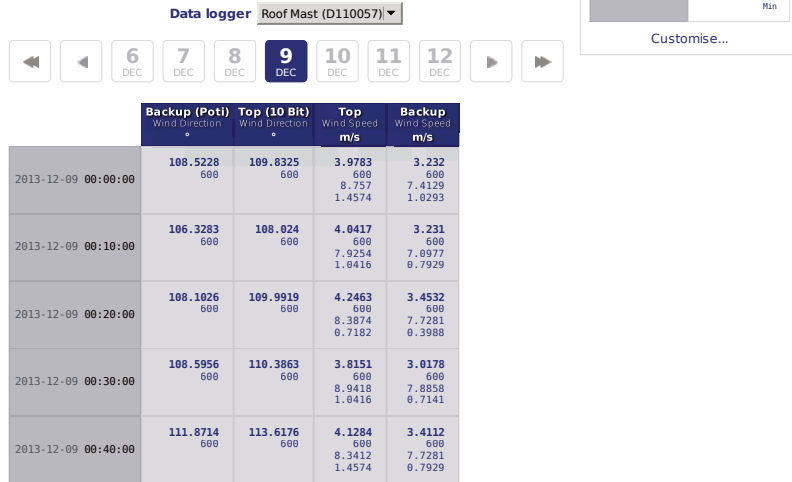 Min
Customise...
Data logger Roof Mast (D110057)
6 7 8 9 10 11 12
DEC DEC DEC DEC DEC DEC DEC
Backup (Poti) Top (10 Bit) Top Backup
Wind Direction Wind Direction Wind Speed Wind Speed
° ° m/s m/s
108.5228 109.8325 3.9783 3.232
600 600 600 600
2013-12-09 00:00:00 8.757 7.4129
1.4574 1.0293
106.3283 108.024 4.0417 3.231
600 600 600 600
2013-12-09 00:10:00 7.9254 7.0977
1.0416 0.7929
108.1026 109.9919 4.2463 3.4532
600 600 600 600
2013-12-09 00:20:00 8.3874 7.7281
0.7182 0.3988
108.5956 110.3863 3.8151 3.0178
600 600 600 600
2013-12-09 00:30:00 8.9418 7.8858
1.0416 0.7141
111.8714 113.6176 4.1284 3.4112
600 600 600 600
2013-12-09 00:40:00 8.3412 7.7281
1.4574 0.7929